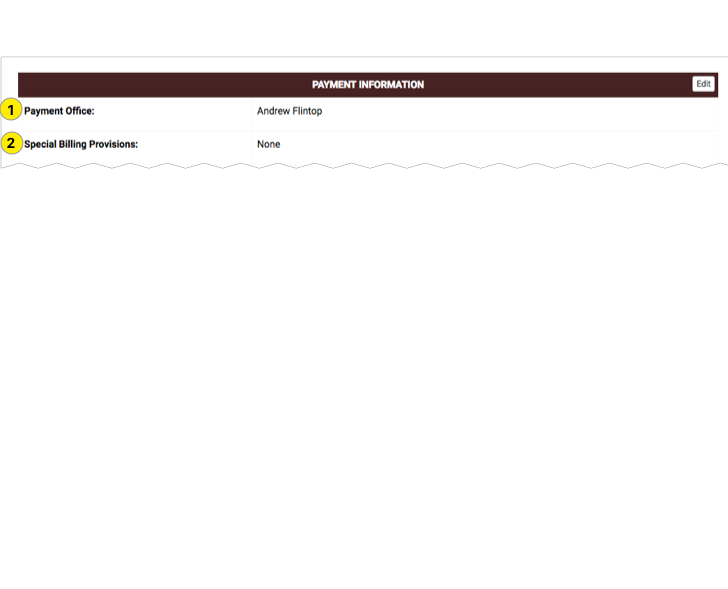 PAYMENT INFORMATION Edit
1 Payment Office: Andrew Flintop
2 Special Billing Provisions: None